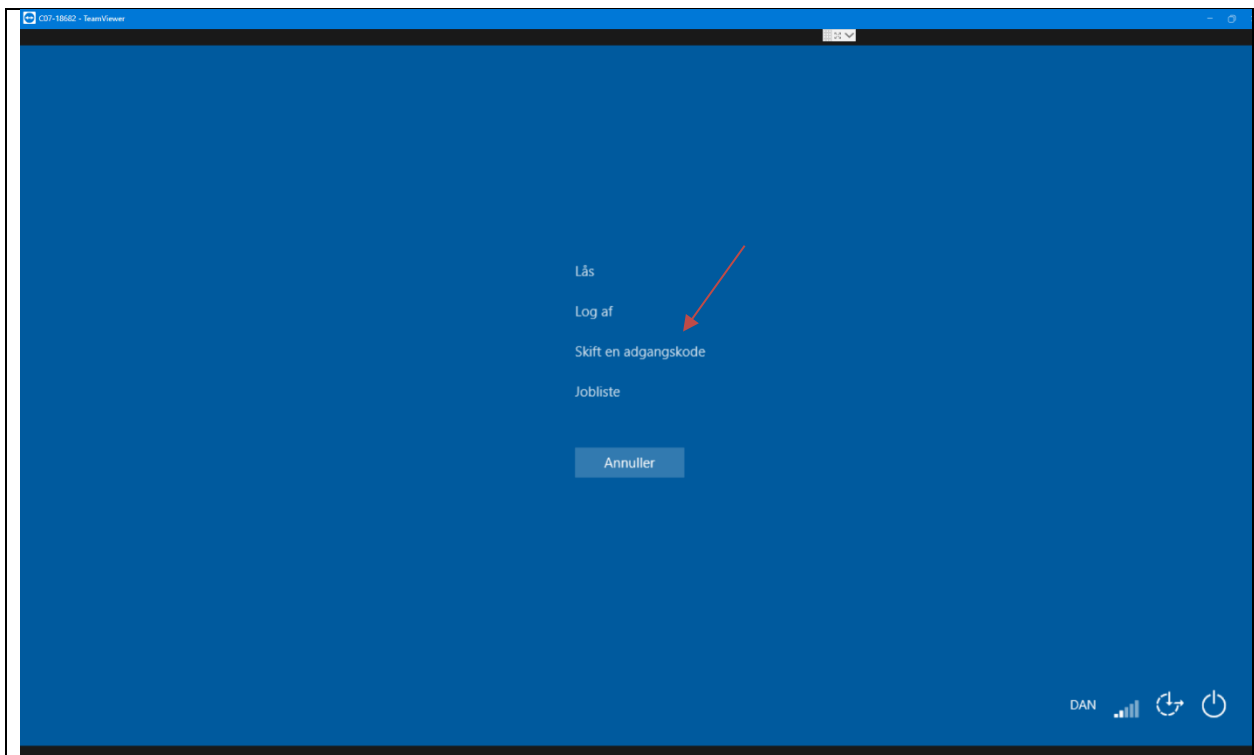 C07-18682 - TeamViewer
Lås
Log af
Skift en adgangskode
Jobliste
Annuller
DAN